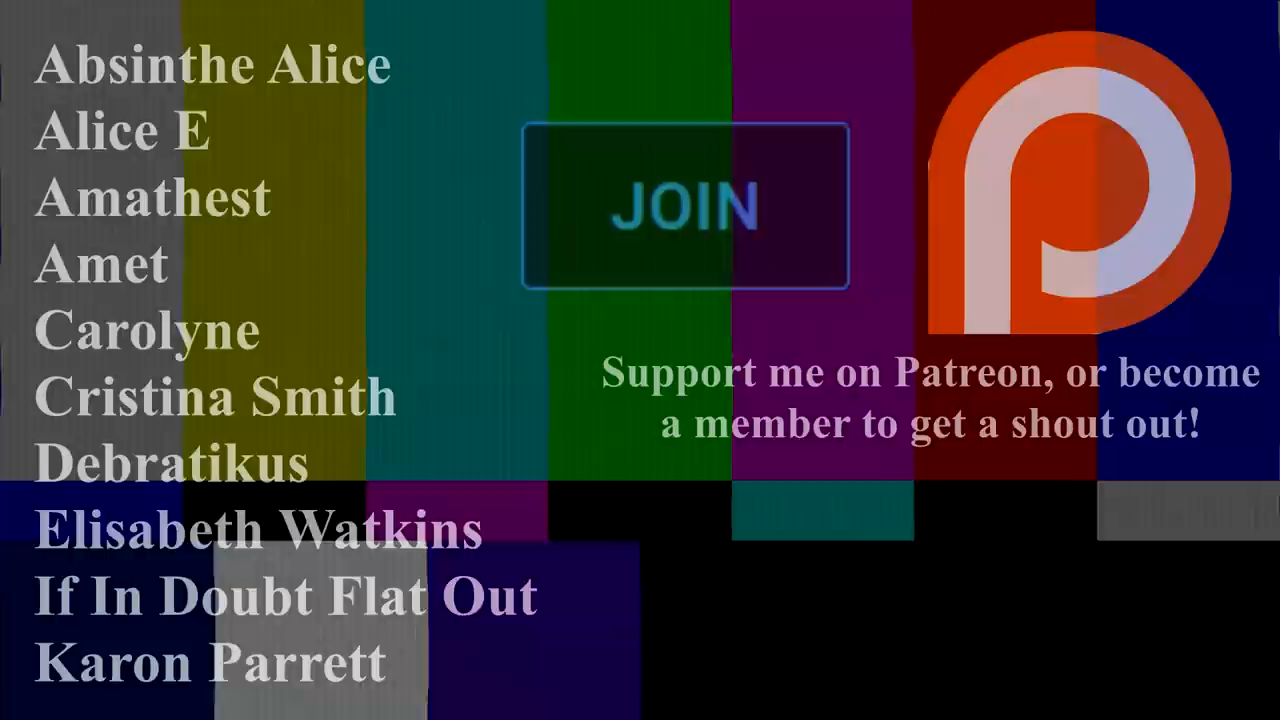 Absinthe Alice
Alice E
Amathest
Amet
Carolyne
Cristina Smith
Debratikus
Elisabeth Watkins
If In Doubt Flat Out
Karon Parrett
JOIN
Support me on Patreon, or become
a member to get a shout out!